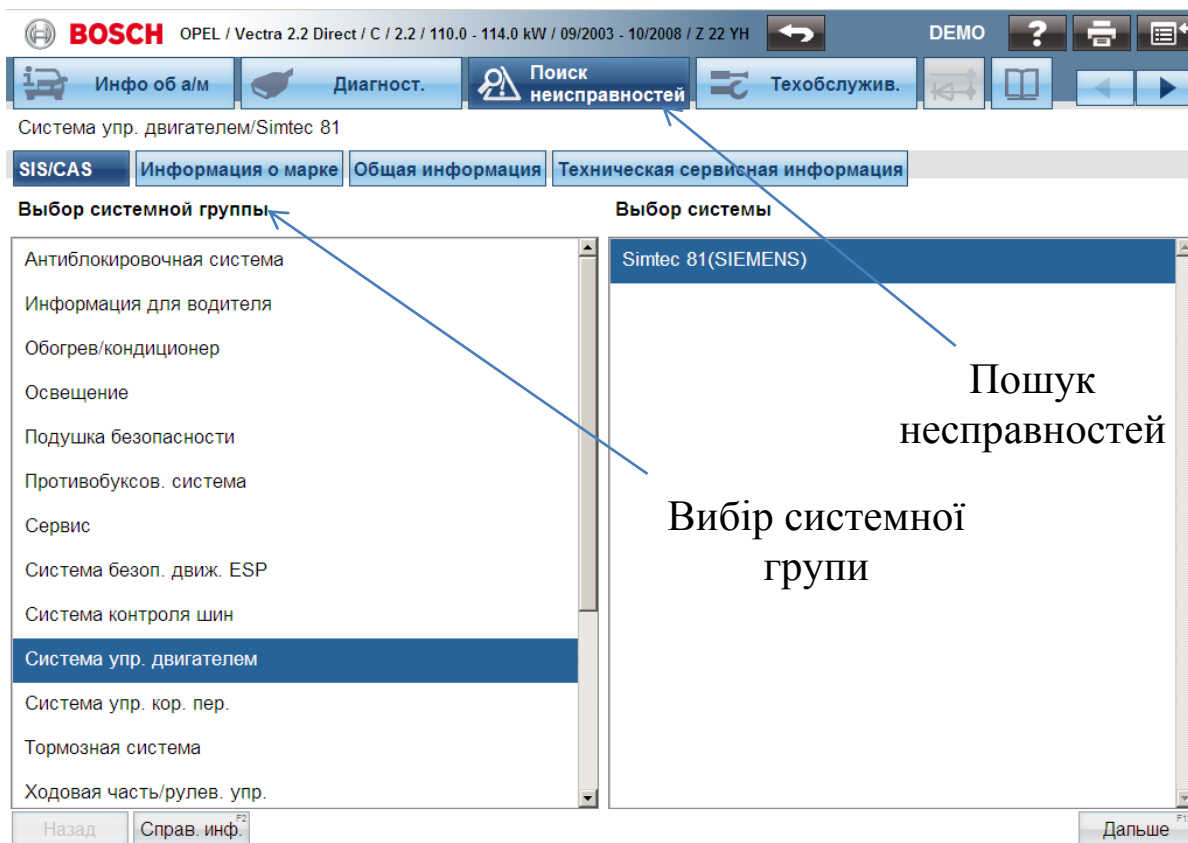 BOSCH OPEL / Vectra 2.2 Direct / C / 2.2 / 110.0 - 114.0 kW / 09/2003 - 10/2008 / Z 22 YH DEMO ?
Инфо об а/м Диагност. Поиск неисправностей Техобслужив.
Система упр. двигателем/Simtec 81
SIS/CAS Информация о марке Общая информация Техническая сервисная информация
Выбор системной группы Выбор системы
Антиблокировочная система Simtec 81(SIEMENS)
Информация для водителя
Обогрев/кондиционер
Освещение
Подушка безопасности
Противобуксов. система
Сервис
Система безоп. движ. ESP
Система контроля шин
Система упр. двигателем
Система упр. кор. пер.
Тормозная система
Ходовая часть/рулев. упр.
Пошук
несправностей
Вибір системної
групи
Назад Справ. инф. F2 Дальше